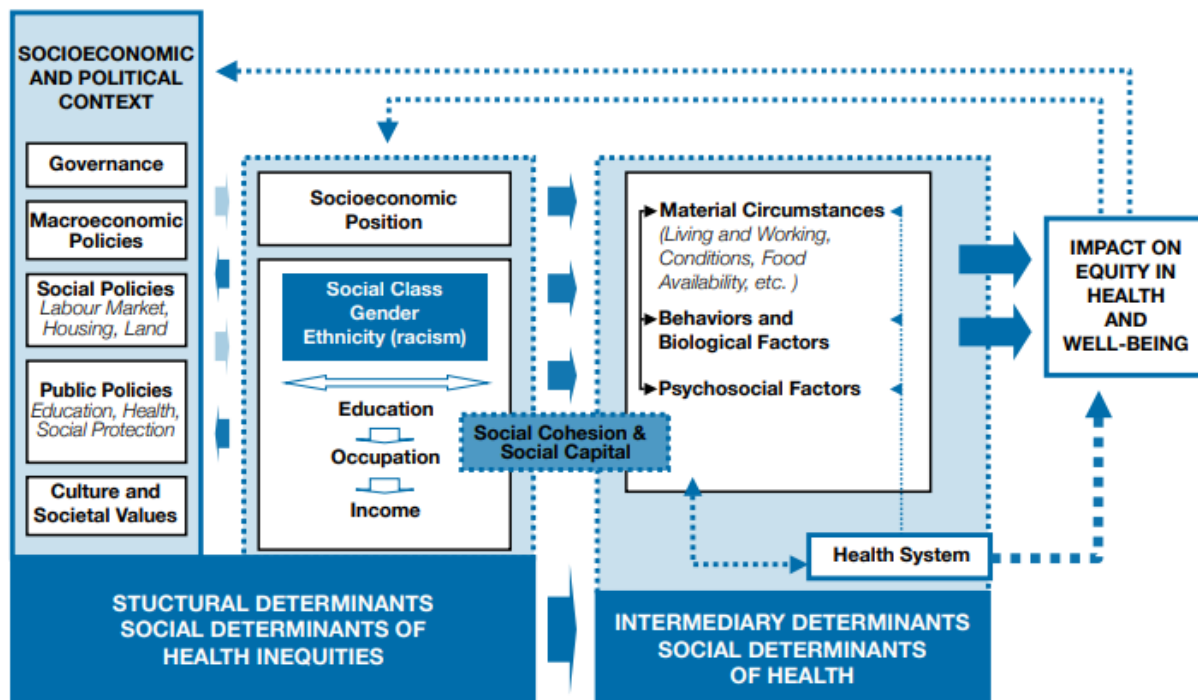 SOCIOECONOMIC
AND POLITICAL
CONTEXT
Governance
Macroeconomic
Policies
Social Policies
Labour Market,
Housing, Land
Public Policies
Education, Health,
Social Protection
Culture and
Societal Values
Socioeconomic
Position
Social Class
Gender
Ethnicity (racism)
Education
Occupation
Income
Social Cohesion &
Social Capital
Material Circumstances
(Living and Working,
Conditions, Food
Availability, etc. )
Behaviors and
Biological Factors
Psychosocial Factors
Health System
IMPACT ON
EQUITY IN
HEALTH
AND
WELL-BEING
STUCTURAL DETERMINANTS
SOCIAL DETERMINANTS OF
HEALTH INEQUITIES
INTERMEDIARY DETERMINANTS
SOCIAL DETERMINANTS
OF HEALTH